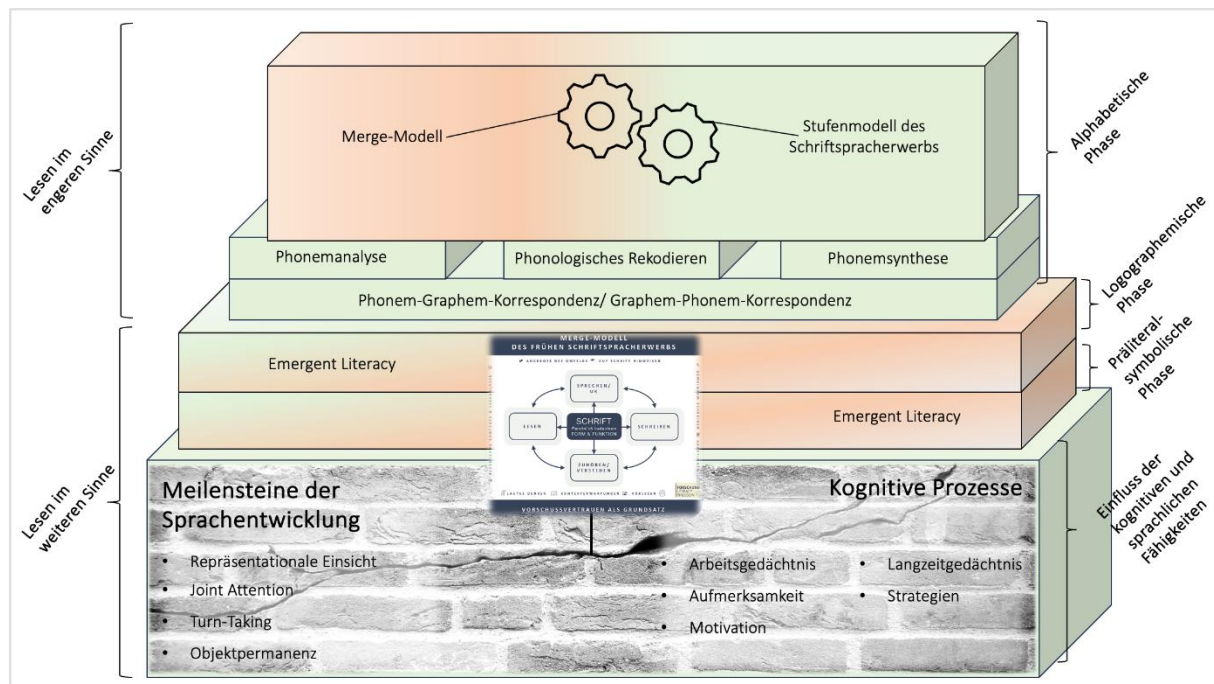 Lesen im
engeren Sinne
Merge-Modell
Stufenmodell des
Schriftspracherwerbs
Alphabetische
Phase
Phonemanalyse
Phonologisches Rekodieren
Phonemsynthese
Phonem-Graphem-Korrespondenz/ Graphem-Phonem-Korrespondenz
Logographemische
Phase
Lesen im
weiteren Sinne
Emergent Literacy
Emergent Literacy
Präliteral-
symbolische
Phase
MERGE-MODELL
DES FRÜHEN SCHRIFTSPRACHERWERBS
SPRECHEN/
UK
LESEN
SCHRIFT
FORM & FUNKTION
SCHREIBEN
ZUHÖREN/
VERSTEHEN
LAUTES DENKEN
VORLESEN
VORSCHUSSVERTRAUEN ALS GRUNDSATZ
Meilensteine der
Sprachentwicklung
• Repräsentationale Einsicht
• Joint Attention
• Turn-Taking
• Objektpermanenz
Kognitive Prozesse
• Arbeitsgedächtnis
• Aufmerksamkeit
• Motivation
• Langzeitgedächtnis
• Strategien
Einfluss der
kognitiven und
sprachlichen
Fähigkeiten